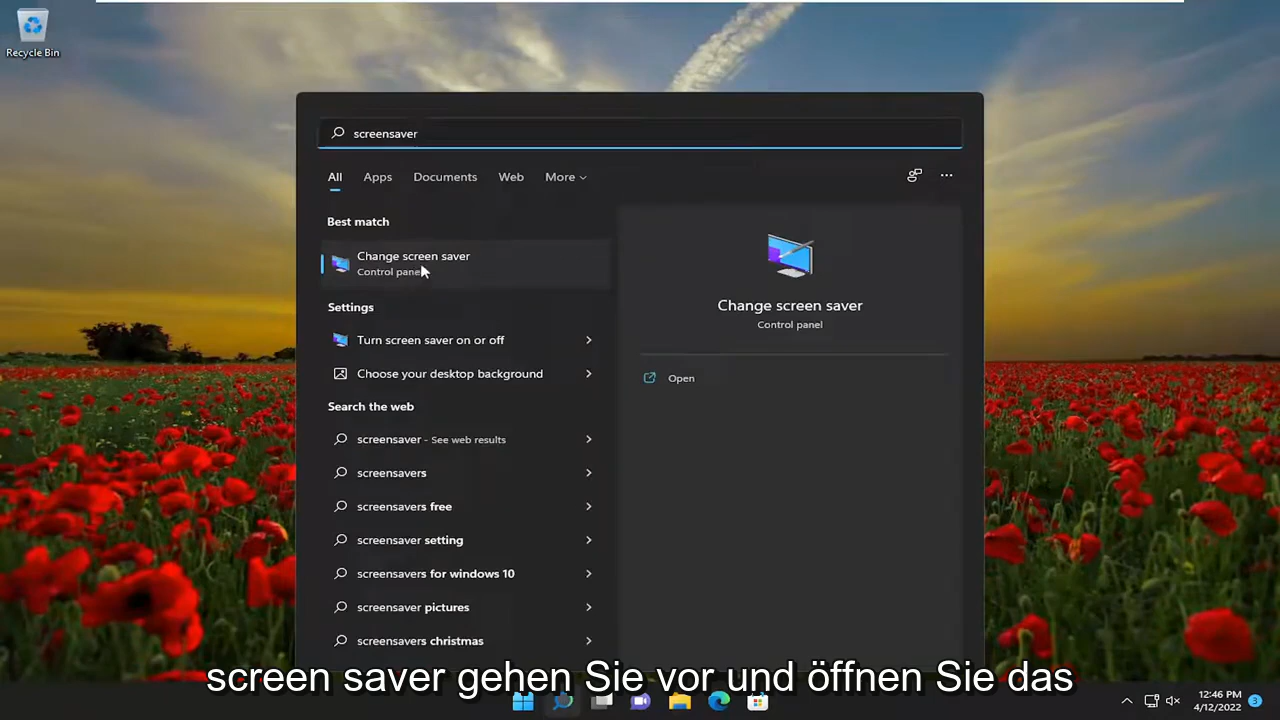 Recycle Bin
screensaver
All Apps Documents Web More
Best match
Change screen saver
Control panel
Settings
Turn screen saver on or off
Choose your desktop background
Search the web
screensaver - See web results
screensavers
screensavers free
screensaver setting
screensavers for windows 10
screensaver pictures
screensavers christmas
Change screen saver
Control panel
Open
screen saver gehen Sie vor und öffnen Sie das
12:46 PM
4/12/2022
3